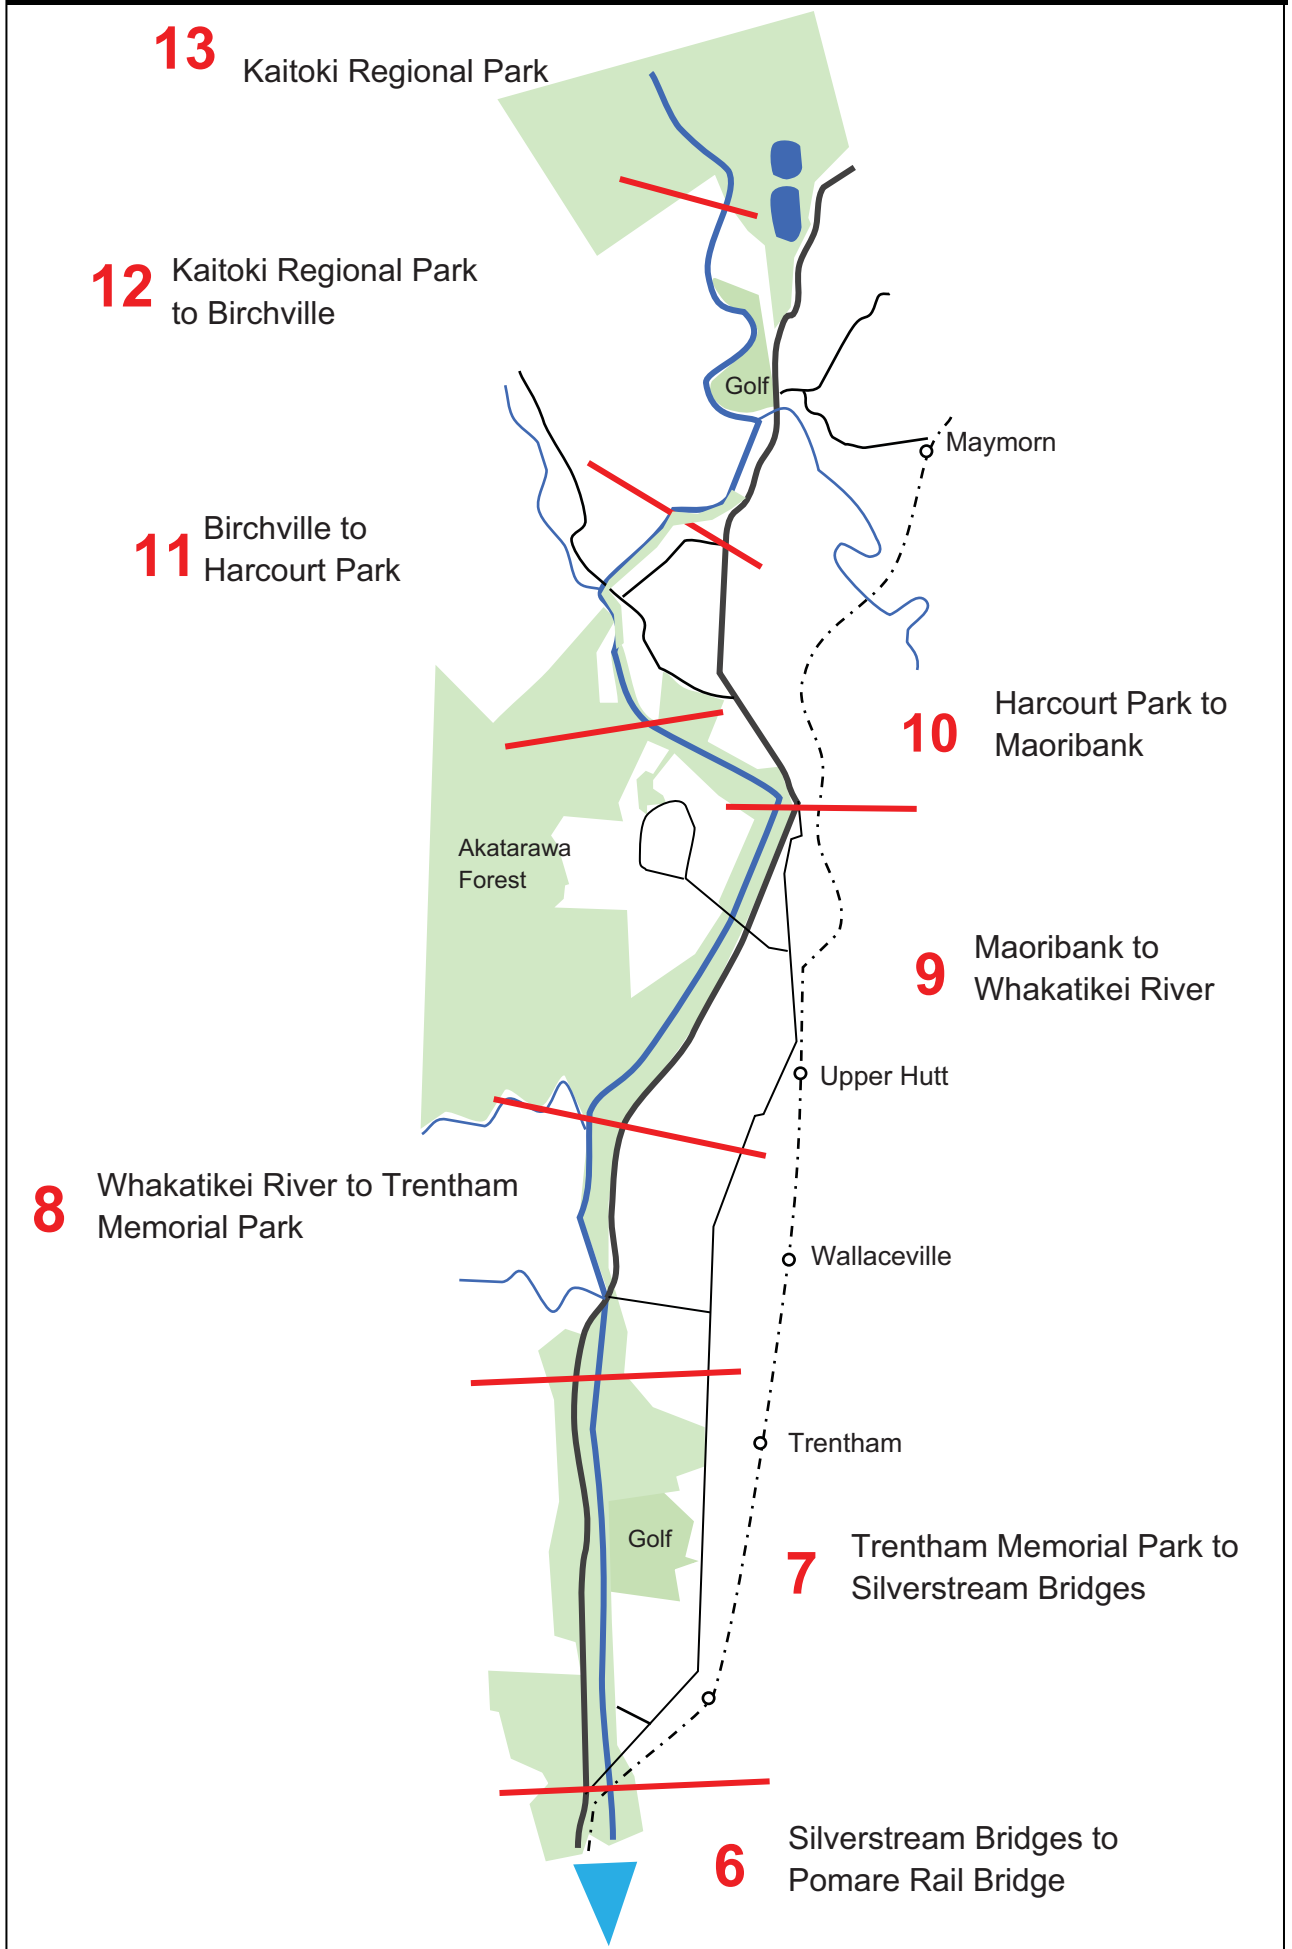 13
Kaitoki Regional Park
12
Kaitoki Regional Park
to Birchville
Golf
Maymorn
11
Birchville to
Harcourt Park
10
Harcourt Park to
Maoribank
Akatarawa
Forest
9
Maoribank to
Whakatikei River
Upper Hutt
8
Whakatikei River to Trentham
Memorial Park
Wallaceville
Trentham
Golf
7
Trentham Memorial Park to
Silverstream Bridges
6
Silverstream Bridges to
Pomare Rail Bridge